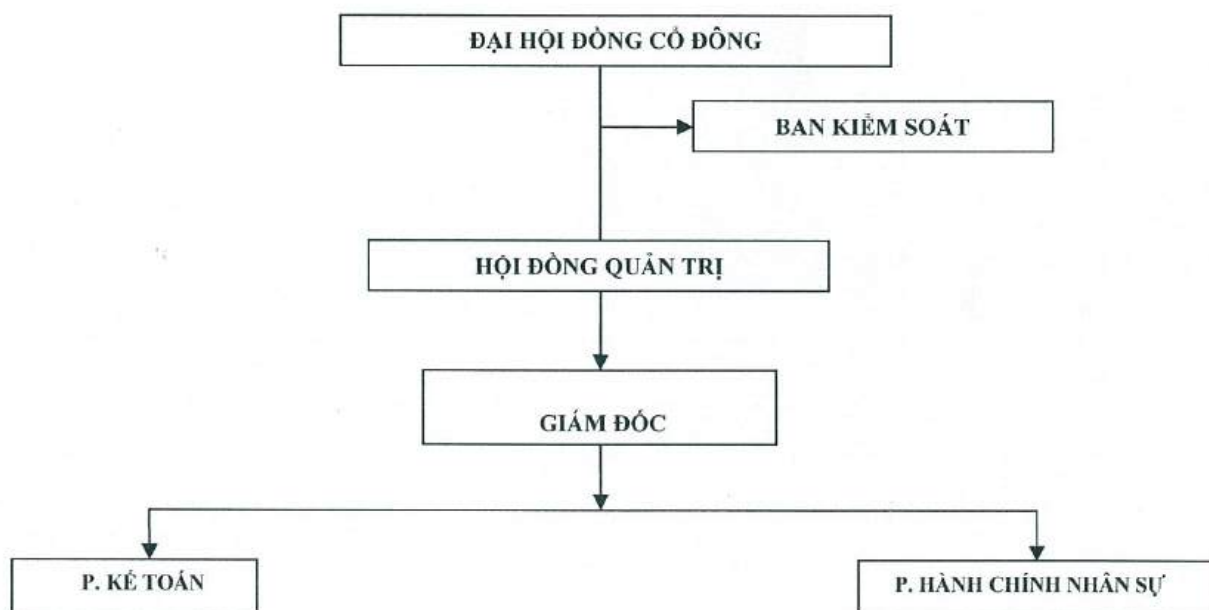 ĐẠI HỘI ĐỒNG CỔ ĐÔNG
BAN KIỂM SOÁT
HỘI ĐỒNG QUẢN TRỊ
GIÁM ĐỐC
P. KẾ TOÁN
P. HÀNH CHÍNH NHÂN SỰ